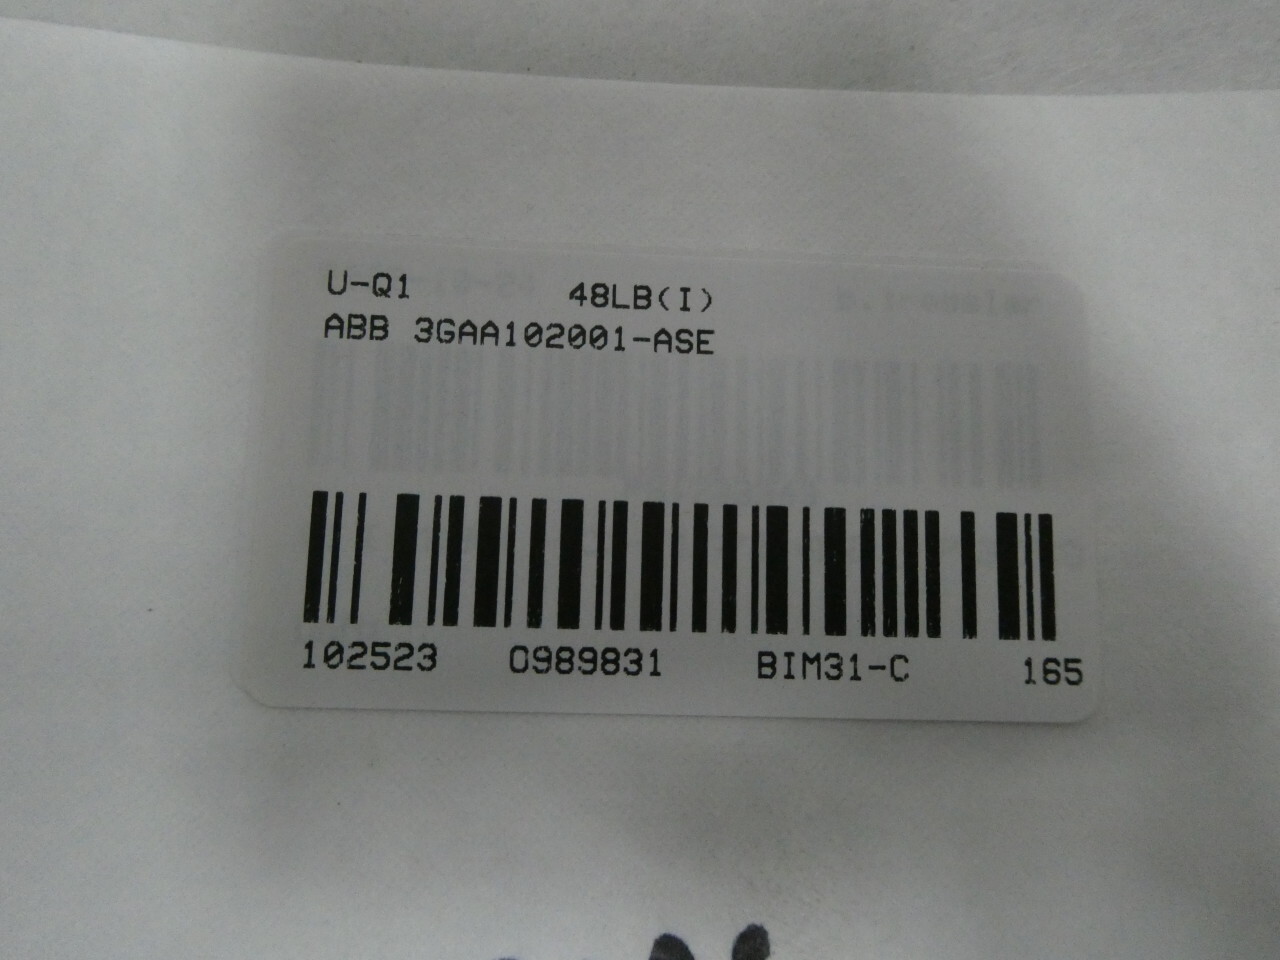 U-Q1 48LB(I)
ABB 3GAA102001-ASE
102523 0989831 BIM31-C 165